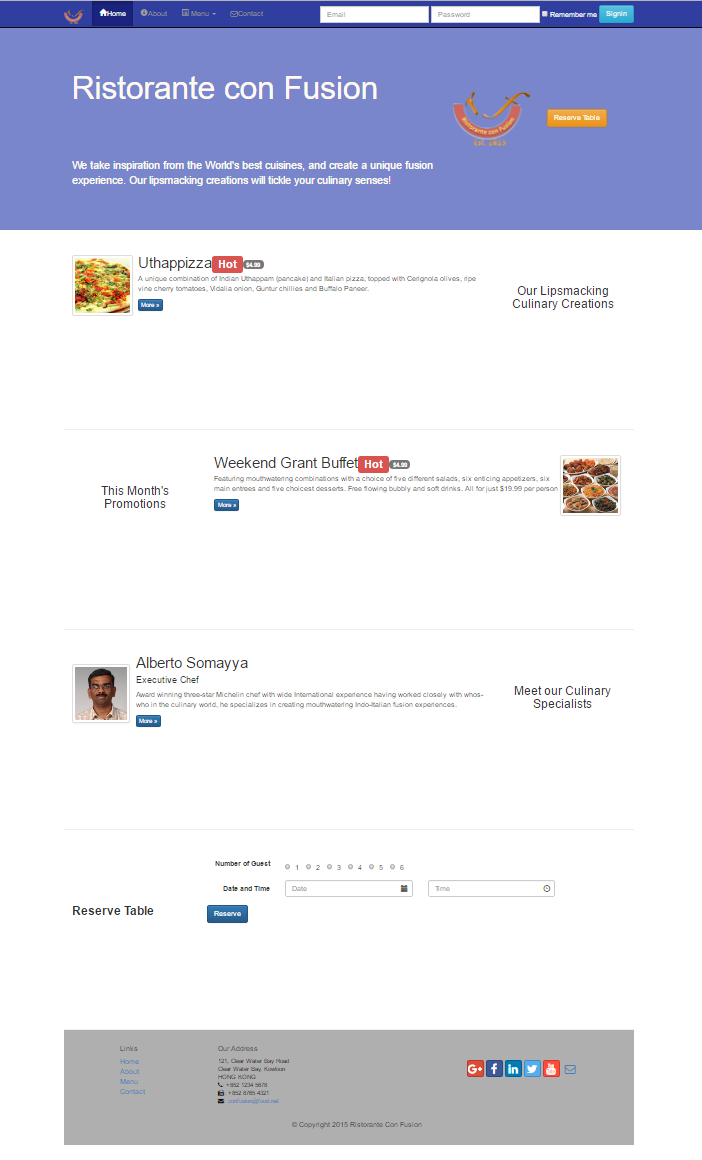 Home
About
Menu
Contact
Email
Password
Remember me
Signin
Ristorante con Fusion
Ristorante con Fusion
Est. 2015
Reserve Table
We take inspiration from the World's best cuisines, and create a unique fusion
experience. Our lipsmacking creations will tickle your culinary senses!
Uthappizza Hot $4.99
A unique combination of Indian Uthappam (pancake) and Italian pizza, topped with Cerignola olives, ripe
vine cherry tomatoes, Vidalia onion, Guntur chillies and Buffalo Paneer.
More »
Our Lipsmacking
Culinary Creations
This Month's
Promotions
Weekend Grant Buffet Hot $4.99
Featuring mouthwatering combinations with a choice of five different salads, six enticing appetizers, six
main entrees and five choicest desserts. Free flowing bubbly and soft drinks. All for just $19.99 per person
More »
Alberto Somayya
Executive Chef
Award winning three-star Michelin chef with wide International experience having worked closely with whos-
who in the culinary world, he specializes in creating mouthwatering Indo-Italian fusion experiences.
More »
Meet our Culinary
Specialists
Reserve Table
Number of Guest
1 2 3 4 5 6
Date and Time
Date
Time
Reserve
Links
Home
About
Menu
Contact
Our Address
121, Clear Water Bay Road
Clear Water Bay, Kowloon
HONG KONG
: +852 1234 5678
: +852 8765 4321
: confusion@food.net
G+ f in You
© Copyright 2015 Ristorante Con Fusion